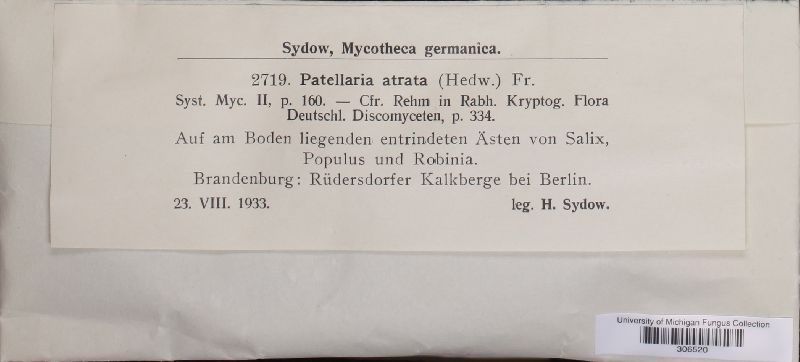 Sydow, Mycotheca germanica.
2719. Patellaria atrata (Hedw.) Fr.
Syst. Myc. II, p. 160. — Cfr. Rehm in Rabh. Kryptog. Flora
Deutschl. Discomyceten, p. 334.
Auf am Boden liegenden entrindeten Ästen von Salix,
Populus und Robinia.
Brandenburg: Rüdersdorfer Kalkberge bei Berlin.
23. VIII. 1933. leg. H. Sydow.
University of Michigan Fungus Collection
306520